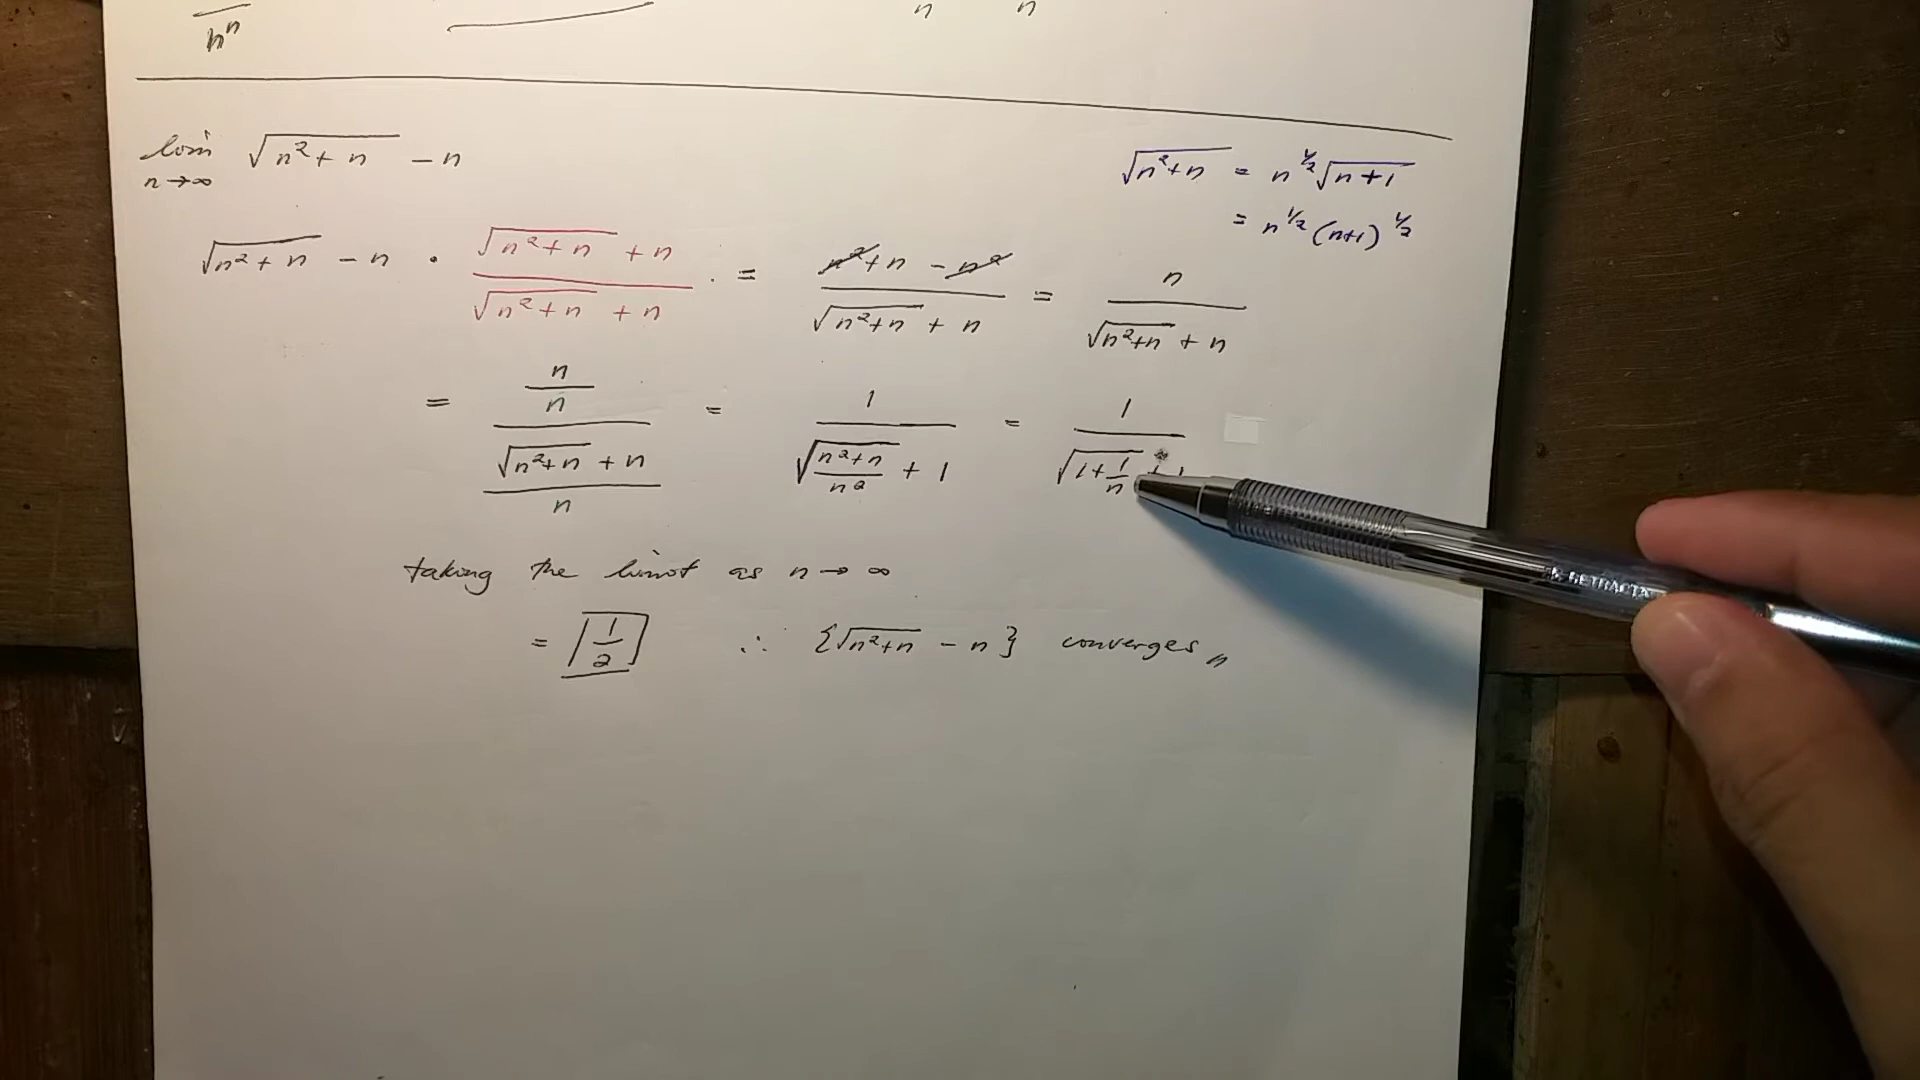 n^n n n
lim n→∞ √(n²+n) - n
√(n²+n) = n^½ √(n+1)
= n^½ (n+1)^½
√(n²+n) - n · (√(n²+n) + n)/(√(n²+n) + n) · = (n²+n - n²)/(√(n²+n) + n) = n/(√(n²+n) + n)
= (n/n)/((√(n²+n) + n)/n) = 1/(√((n²+n)/n²) + 1) = 1/(√(1+1/n) + 1)
taking the limit as n → ∞
= 1/2 ∴ {√(n²+n) - n} converges